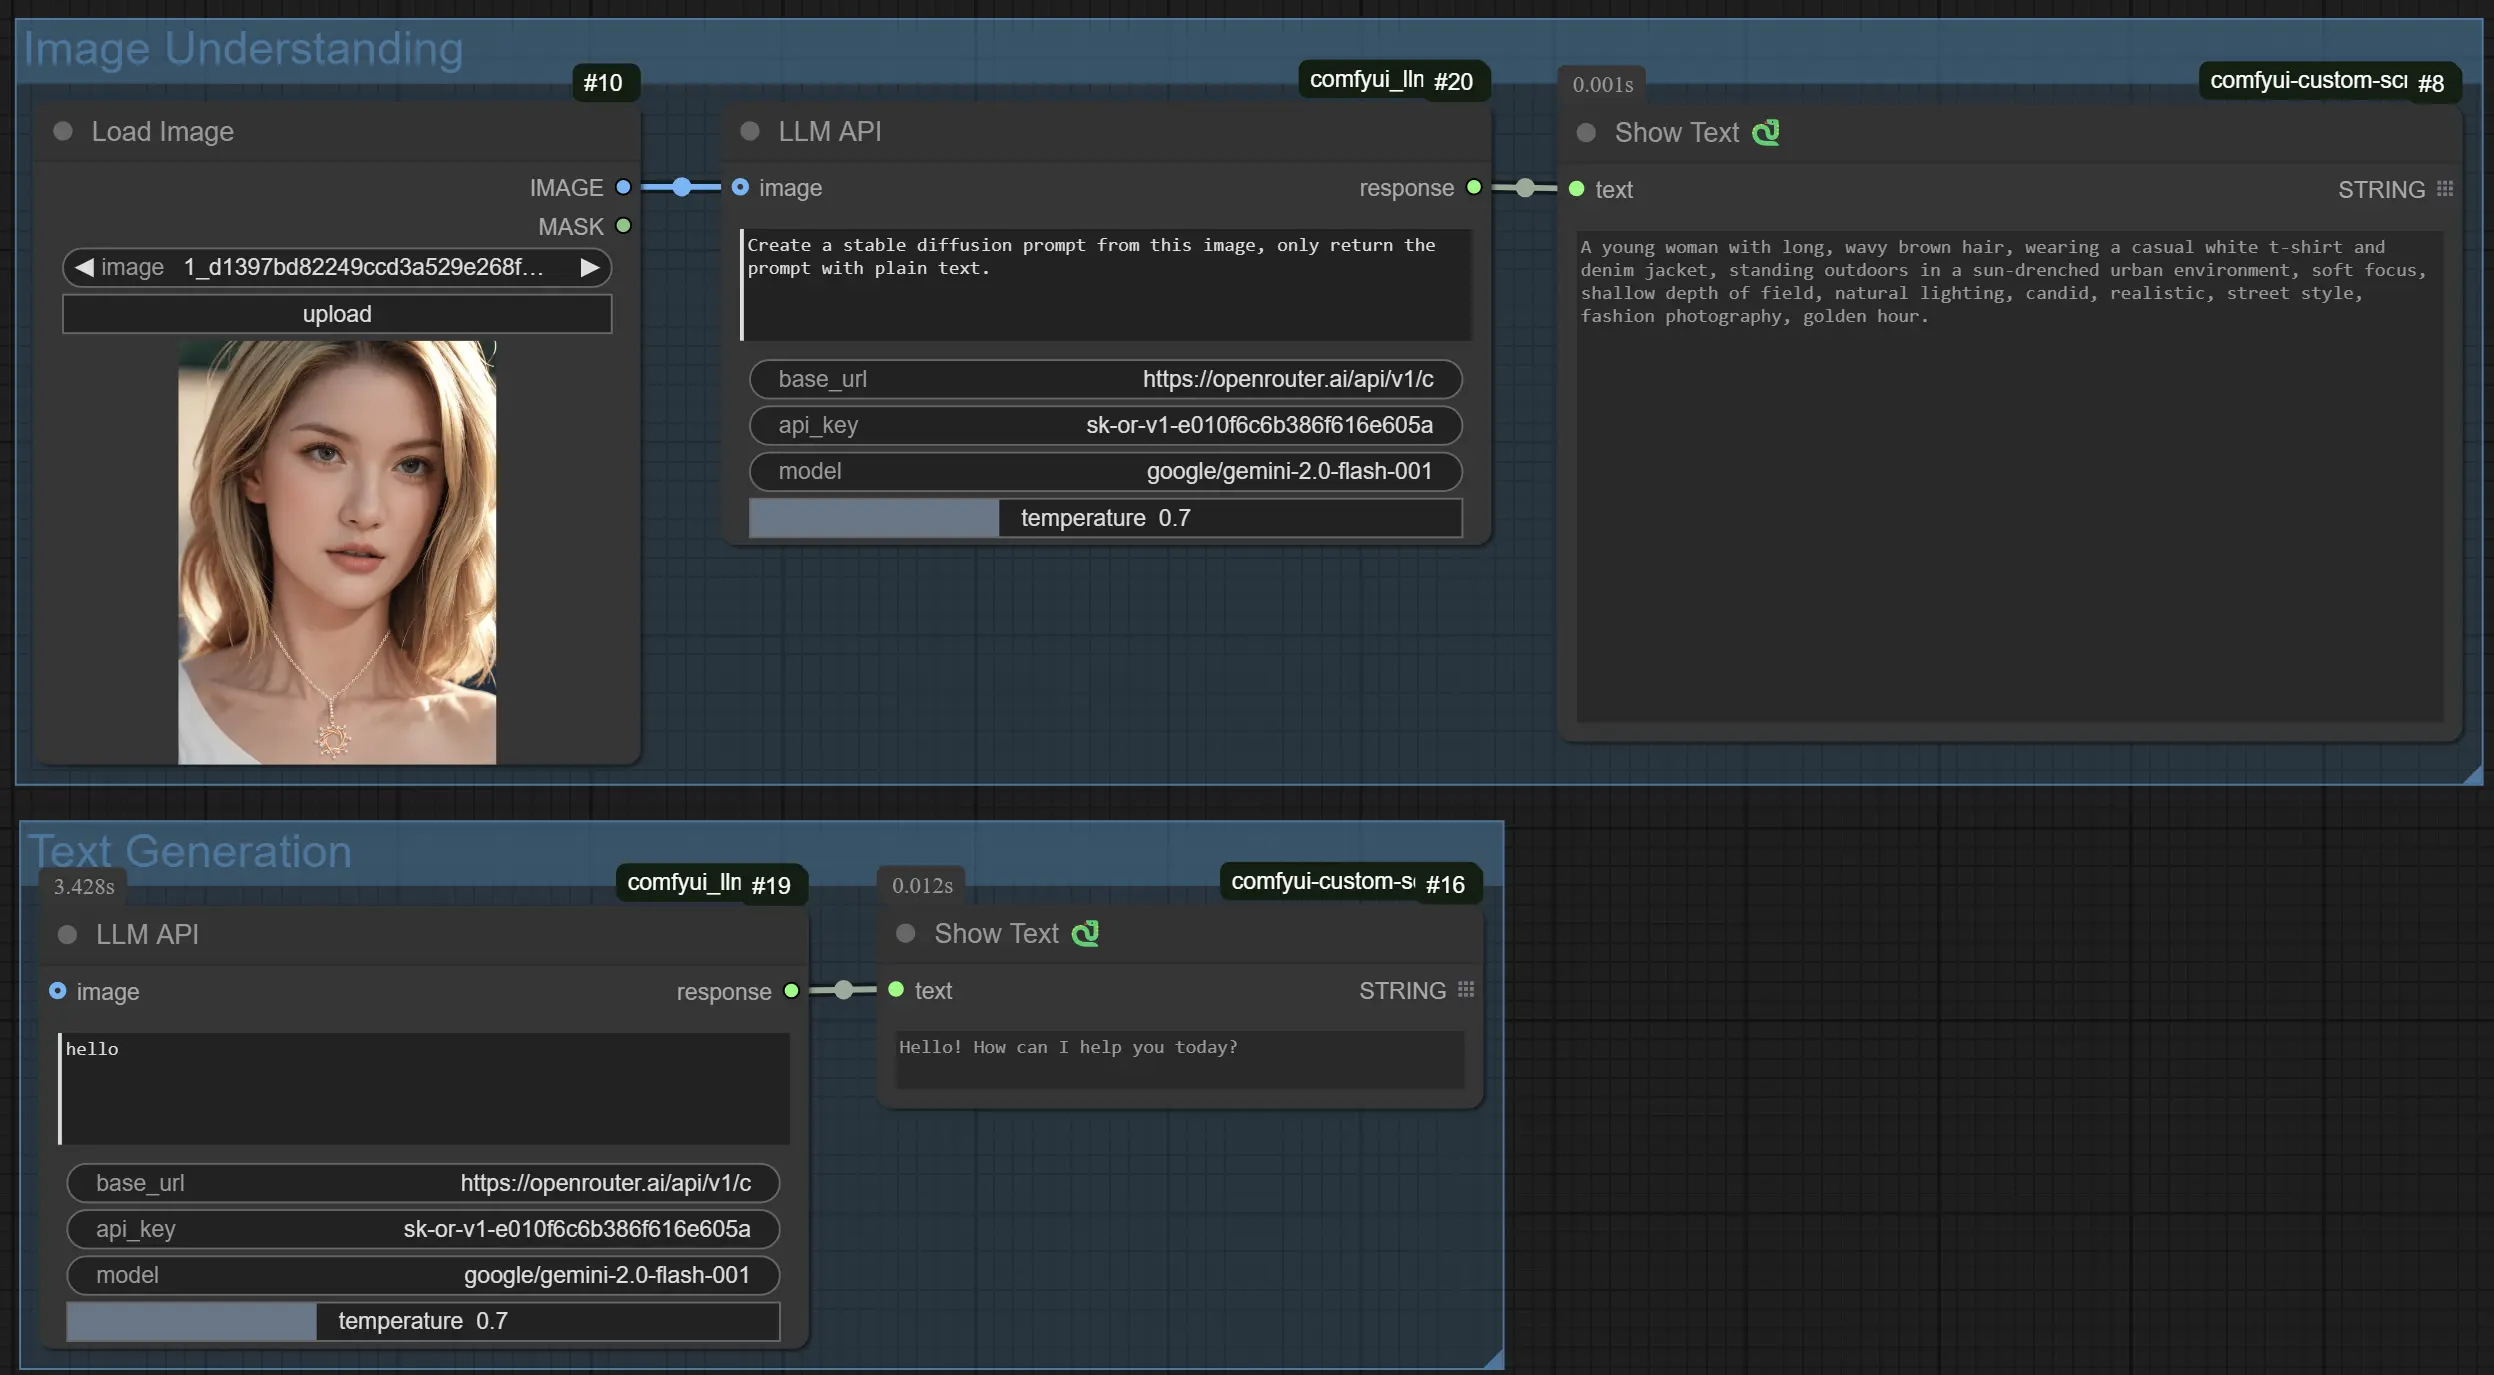 Image Understanding
#10
Load Image
IMAGE
MASK
image 1_d1397bd82249ccd3a529e268f...
upload
comfyui_lln #20
LLM API
image response
Create a stable diffusion prompt from this image, only return the
prompt with plain text.
base_url https://openrouter.ai/api/v1/c
api_key sk-or-v1-e010f6c6b386f616e605a
model google/gemini-2.0-flash-001
temperature 0.7
0.001s
comfyui-custom-scr #8
Show Text
text STRING
A young woman with long, wavy brown hair, wearing a casual white t-shirt and
denim jacket, standing outdoors in a sun-drenched urban environment, soft focus,
shallow depth of field, natural lighting, candid, realistic, street style,
fashion photography, golden hour.
Text Generation
3.428s
comfyui_lln #19
LLM API
image response
hello
base_url https://openrouter.ai/api/v1/c
api_key sk-or-v1-e010f6c6b386f616e605a
model google/gemini-2.0-flash-001
temperature 0.7
0.012s
comfyui-custom-s #16
Show Text
text STRING
Hello! How can I help you today?